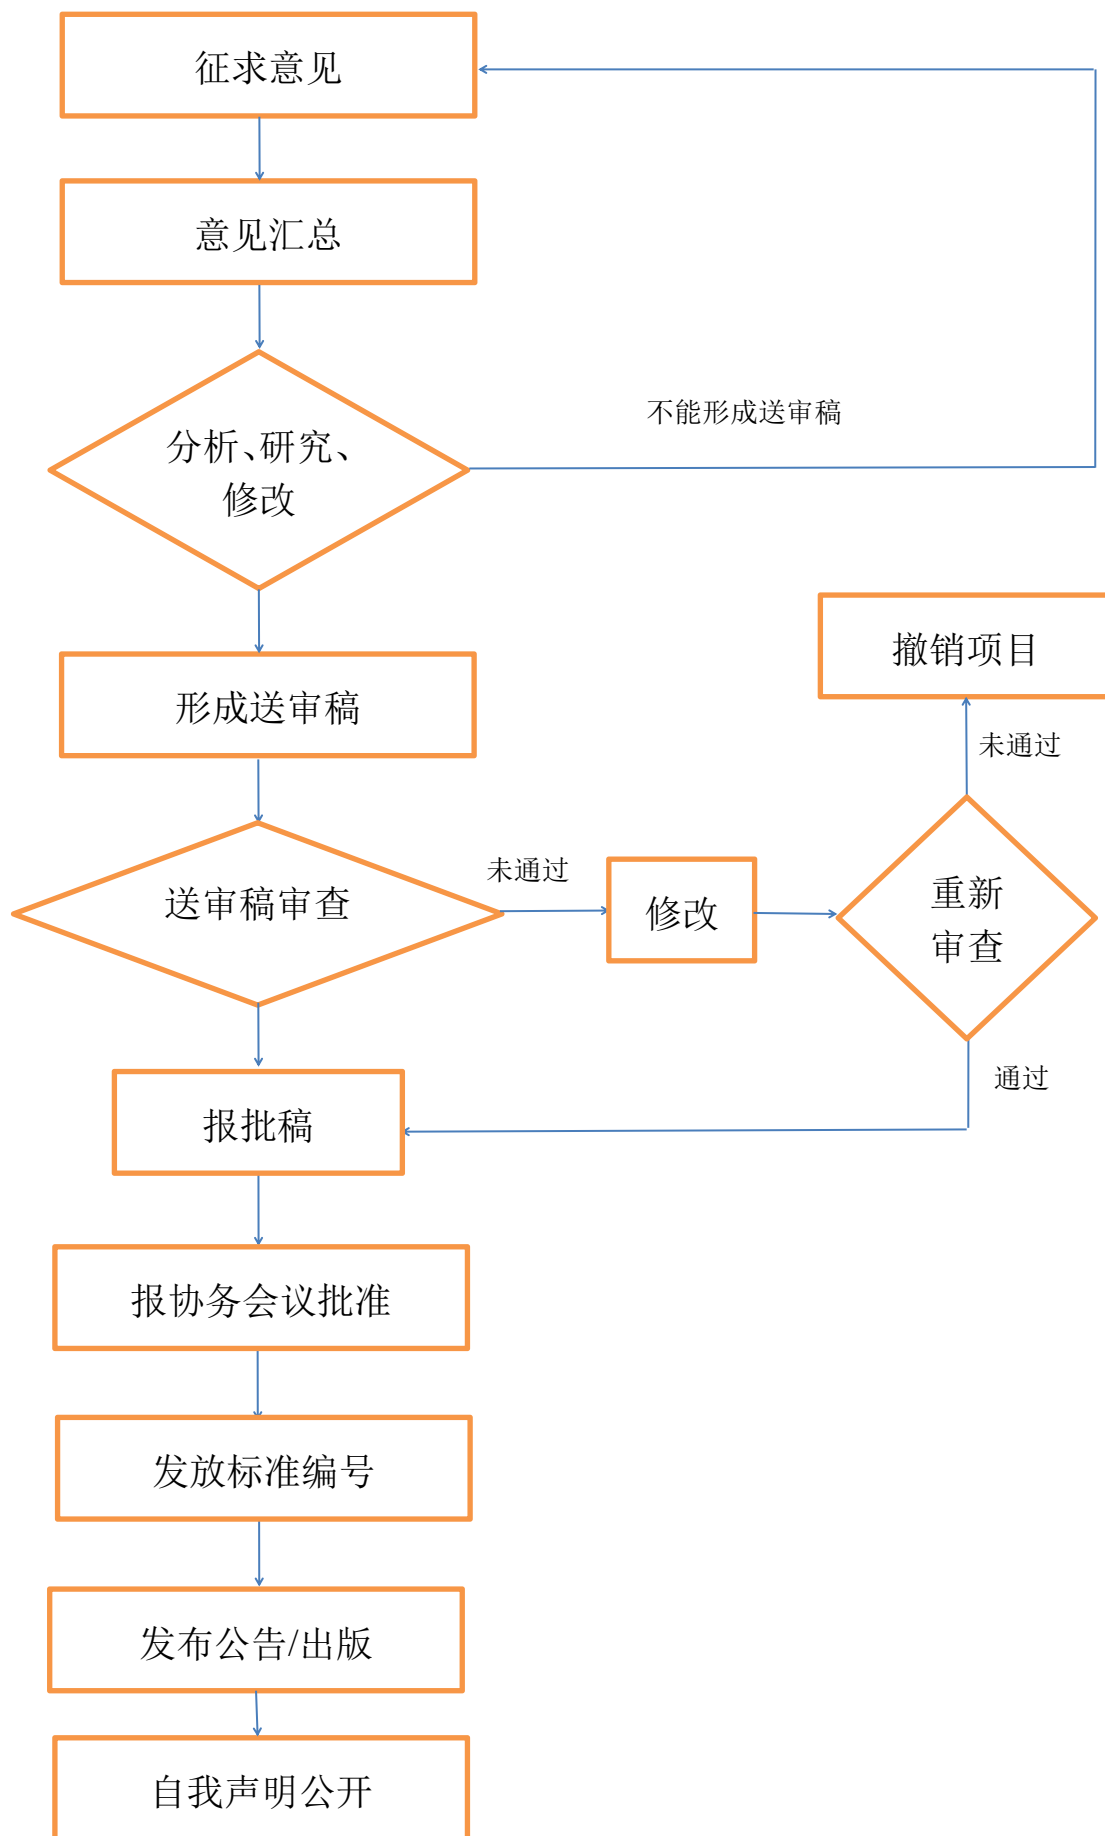 征求意见
意见汇总
不能形成送审稿
分析、研究、
修改
撤销项目
形成送审稿
未通过
未通过
送审稿审查
修改
重新
审查
通过
报批稿
报协务会议批准
发放标准编号
发布公告/出版
自我声明公开